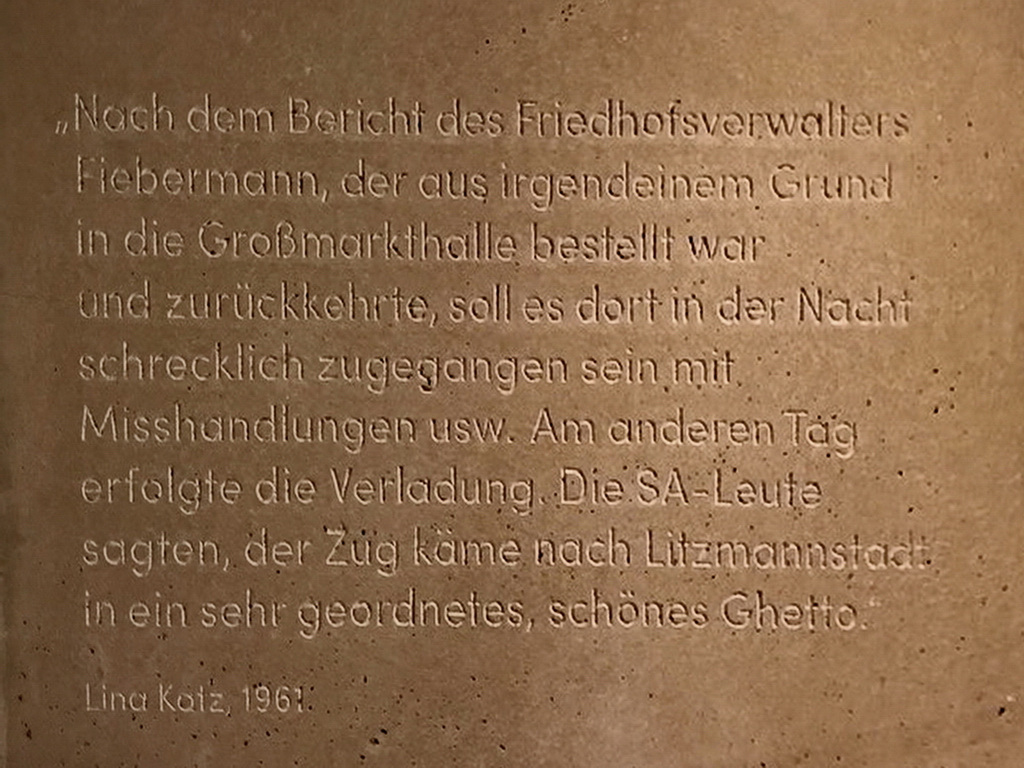 „Nach dem Bericht des Friedhofsverwalters
Fiebermann, der aus irgendeinem Grund
in die Großmarkthalle bestellt war
und zurückkehrte, soll es dort in der Nacht
schrecklich zugegangen sein mit
Misshandlungen usw. Am anderen Tag
erfolgte die Verladung. Die SA-Leute
sagten, der Zug käme nach Litzmannstadt
in ein sehr geordnetes, schönes Ghetto.“
Lina Katz, 1961